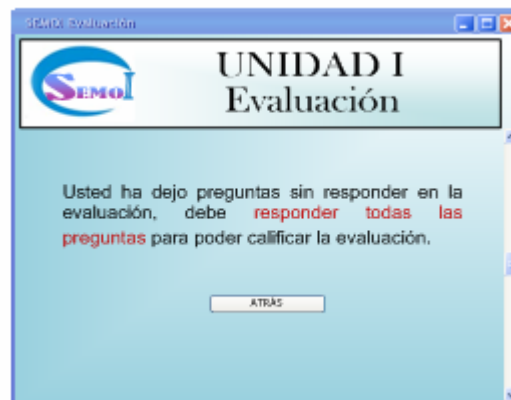 SEMOI Evaluación
SEMOI
UNIDAD I
Evaluación
Usted ha dejo preguntas sin responder en la
evaluación, debe responder todas las
preguntas para poder calificar la evaluación.
ATRÁS